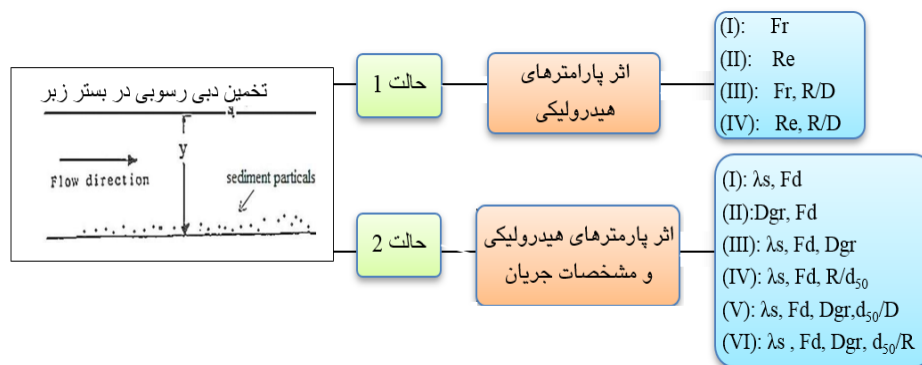 تخمین دبی رسوبی در بستر زبر
y
Flow direction
sediment particals
حالت 1
اثر پارامترهای
هیدرولیکی
(I): Fr
(II): Re
(III): Fr, R/D
(IV): Re, R/D
حالت 2
اثر پارمترهای هیدرولیکی
و مشخصات جریان
(I): λs, Fd
(II):Dgr, Fd
(III): λs, Fd, Dgr
(IV): λs, Fd, R/d₅₀
(V): λs, Fd, Dgr,d₅₀/D
(VI): λs , Fd, Dgr, d₅₀/R